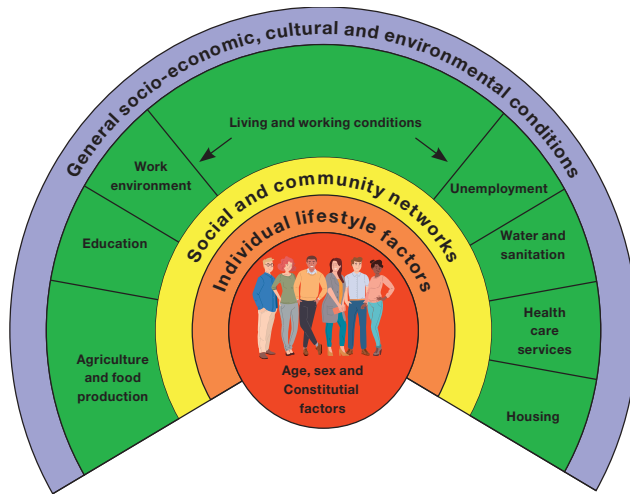 General socio-economic, cultural and environmental conditions
Living and working conditions
Work
environment
Education
Agriculture
and food
production
Unemployment
Water and
sanitation
Health
care
services
Housing
Social and community networks
Individual lifestyle factors
Age, sex and
Constitutial
factors